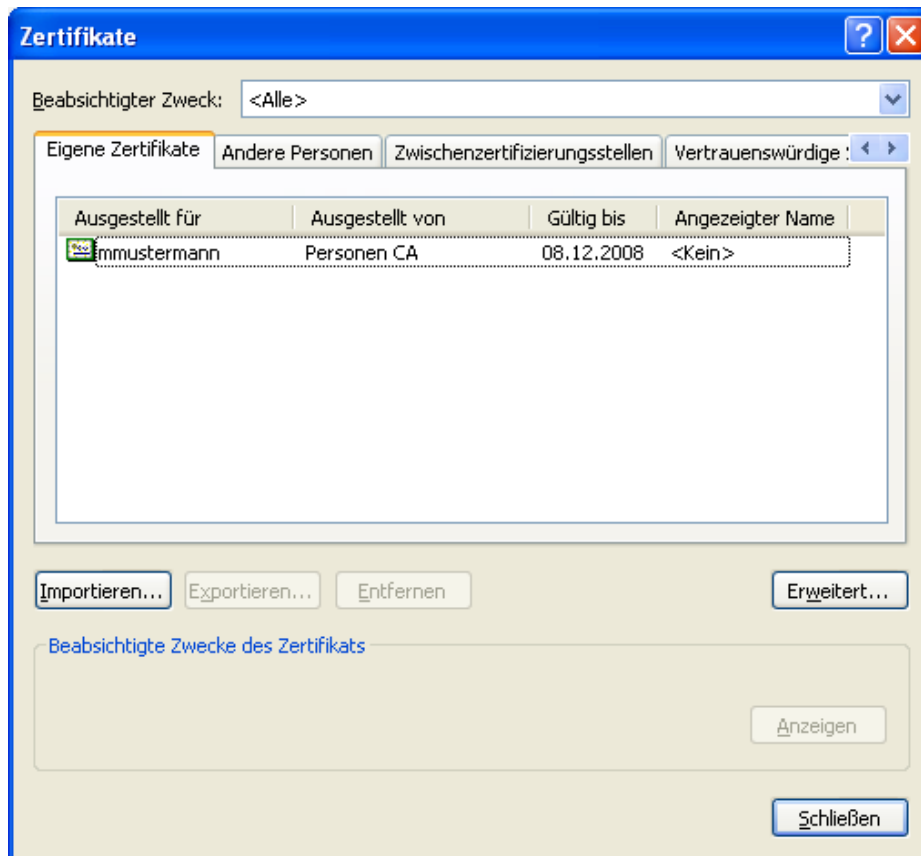 Zertifikate
Beabsichtigter Zweck: <Alle>
Eigene Zertifikate Andere Personen Zwischenzertifizierungsstellen Vertrauenswürdige
Ausgestellt für Ausgestellt von Gültig bis Angezeigter Name
mmustermann Personen CA 08.12.2008 <Kein>
Importieren... Exportieren... Entfernen Erweitert...
Beabsichtigte Zwecke des Zertifikats
Anzeigen
Schließen